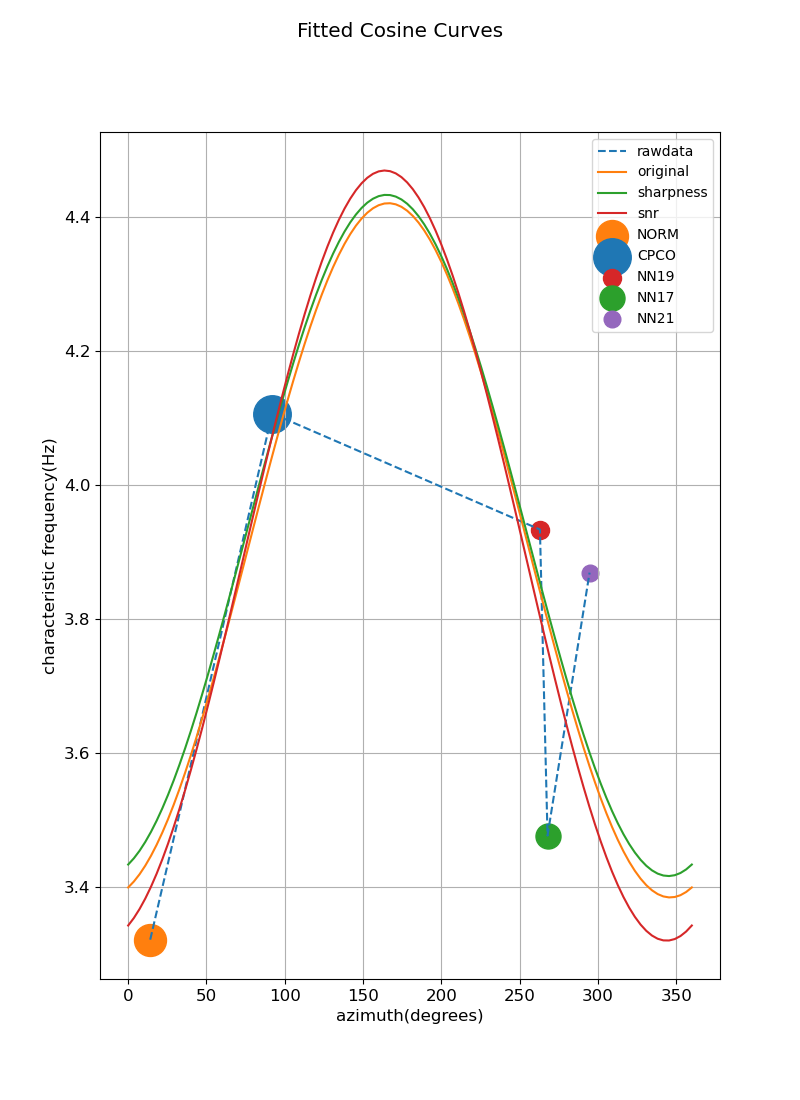 Fitted Cosine Curves
rawdata
original
sharpness
snr
NORM
CPCO
NN19
NN17
NN21
characteristic frequency(Hz)
4.4
4.2
4.0
3.8
3.6
3.4
0 50 100 150 200 250 300 350
azimuth(degrees)